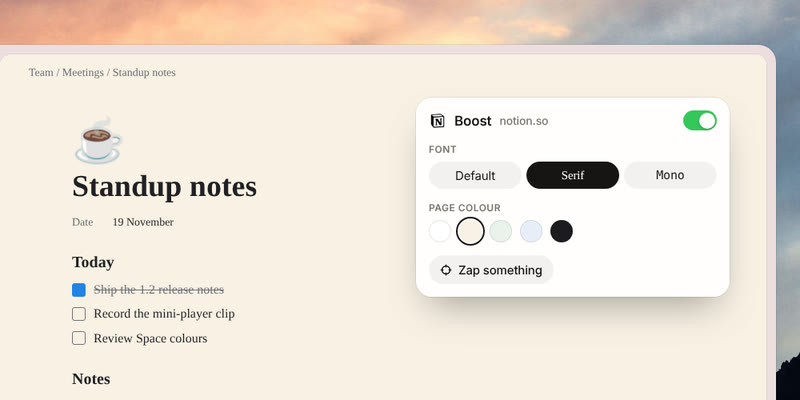 Team / Meetings / Standup notes
Standup notes
Date 19 November
Today
Ship the 1.2 release notes
Record the mini-player clip
Review Space colours
Notes
Boost notion.so
FONT
Default Serif Mono
PAGE COLOUR
Zap something